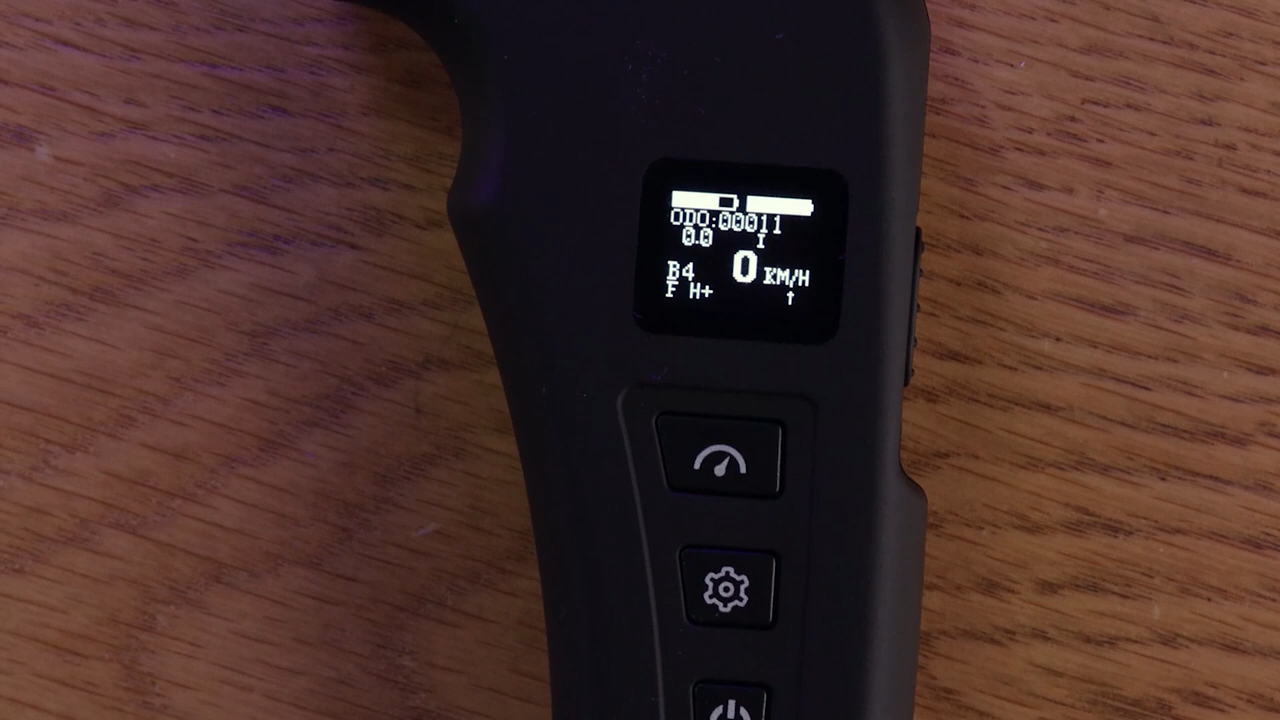 ODO:00011
0.0 I
B4 0 KM/H
F H+ ↑